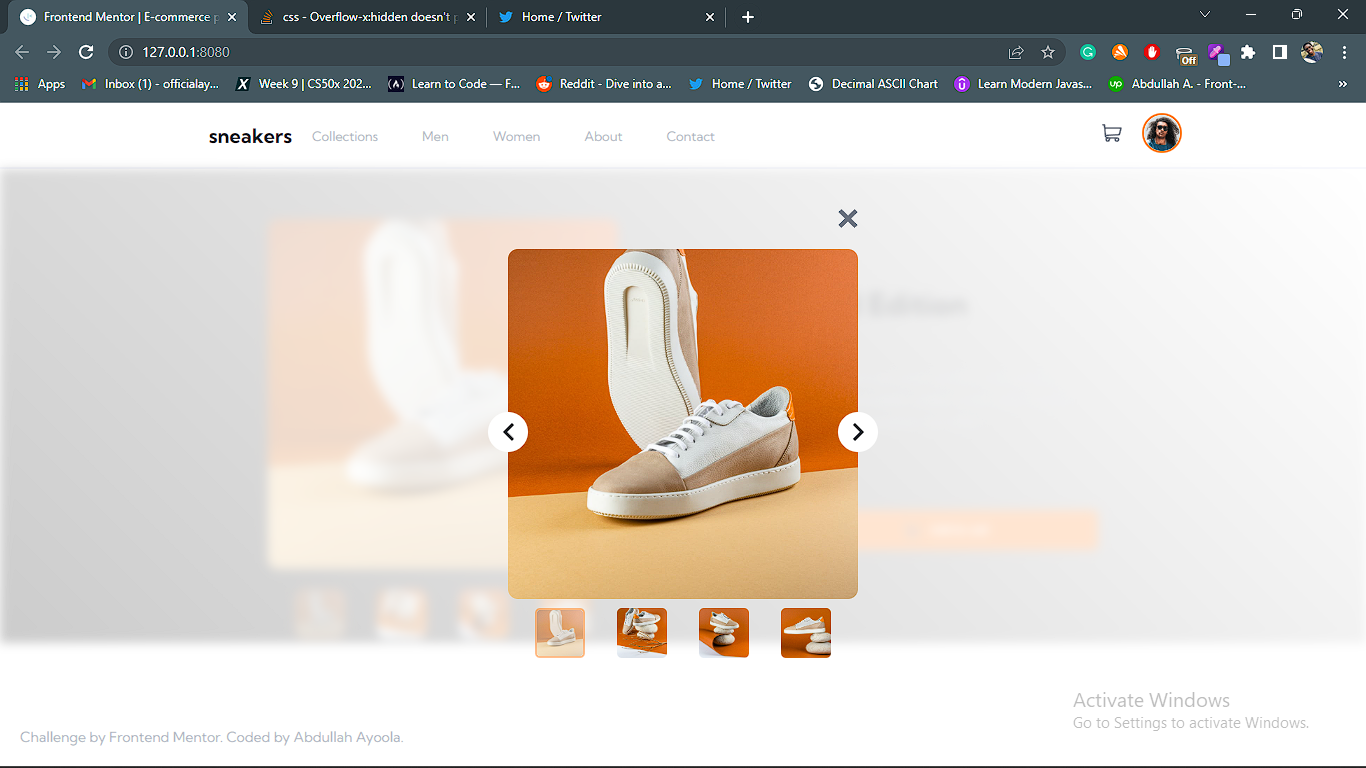 Frontend Mentor | E-commerce p
css - Overflow-x:hidden doesn't p
Home / Twitter
127.0.0.1:8080
Off
Apps
Inbox (1) - officialay...
Week 9 | CS50x 202...
Learn to Code — F...
Reddit - Dive into a...
Home / Twitter
Decimal ASCII Chart
Learn Modern Javas...
Abdullah A. - Front-...
sneakers
Collections
Men
Women
About
Contact
Edition
Activate Windows
Go to Settings to activate Windows.
Challenge by Frontend Mentor. Coded by Abdullah Ayoola.